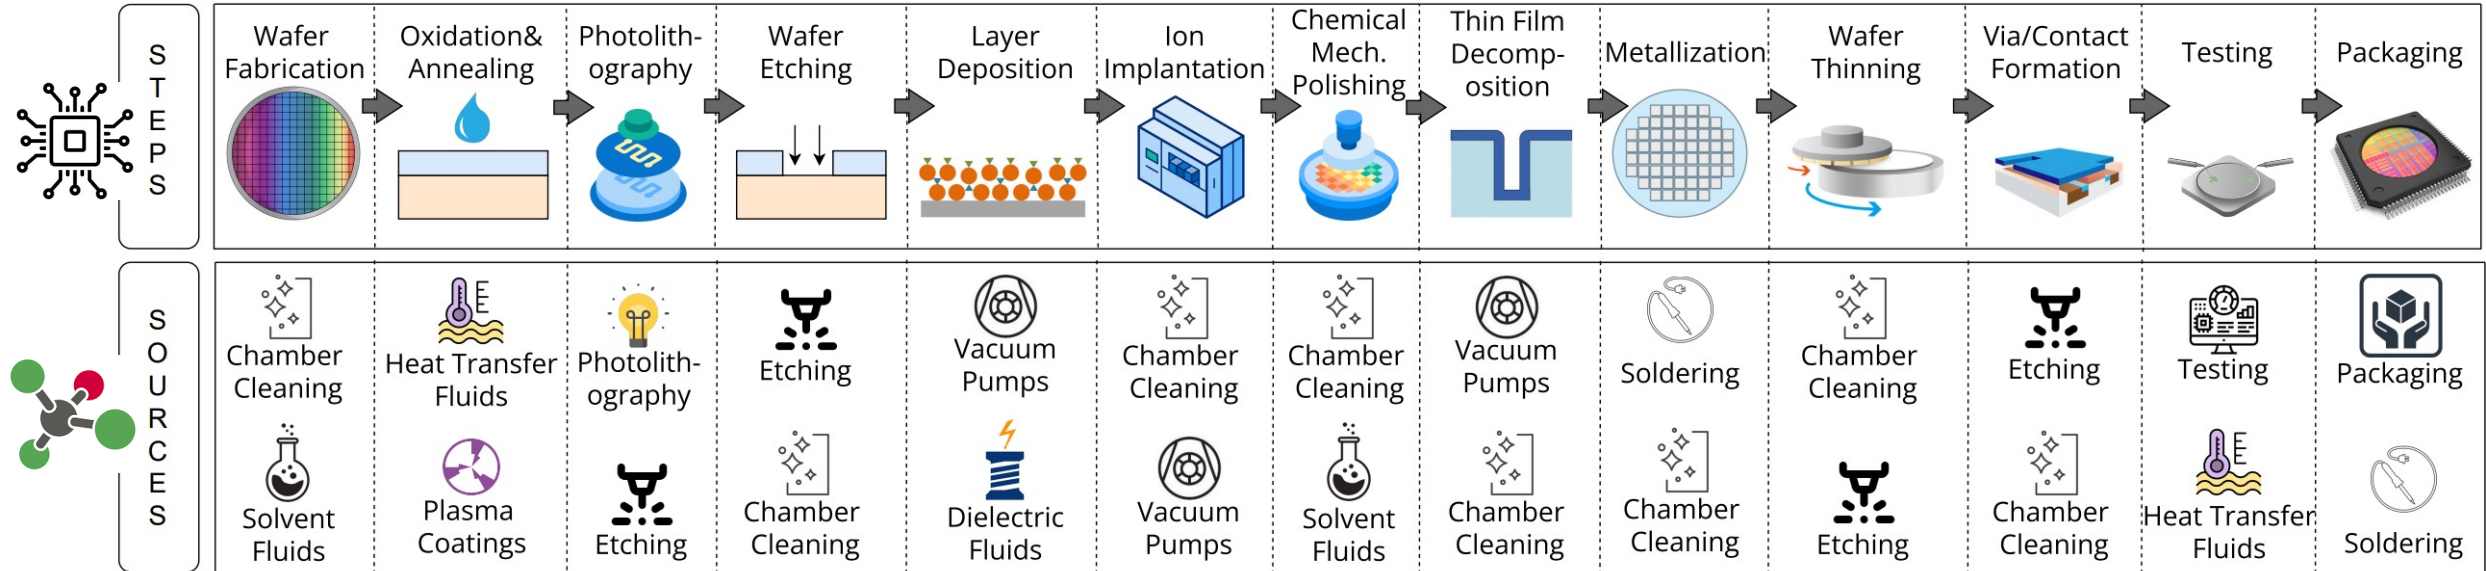 STEPS
Wafer
Fabrication
Oxidation&
Annealing
Photolith-
ography
Wafer
Etching
Layer
Deposition
Ion
Implantation
Chemical
Mech.
Polishing
Thin Film
Decomp-
osition
Metallization
Wafer
Thinning
Via/Contact
Formation
Testing
Packaging
SOURCES
Chamber
Cleaning
Heat Transfer
Fluids
Photolith-
ography
Etching
Vacuum
Pumps
Chamber
Cleaning
Chamber
Cleaning
Vacuum
Pumps
Soldering
Chamber
Cleaning
Etching
Testing
Packaging
Solvent
Fluids
Plasma
Coatings
Etching
Chamber
Cleaning
Dielectric
Fluids
Vacuum
Pumps
Solvent
Fluids
Chamber
Cleaning
Chamber
Cleaning
Etching
Chamber
Cleaning
Heat Transfer
Fluids
Soldering